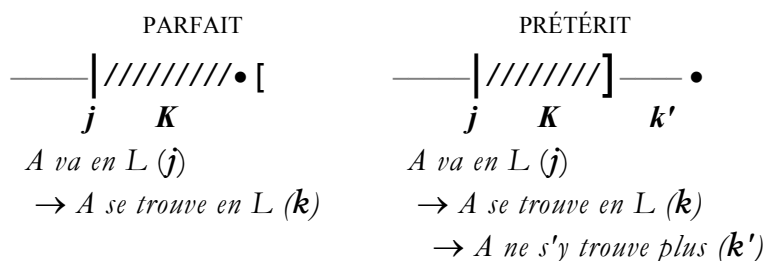 PARFAIT
|/////////• [
j K
A va en L (j)
→ A se trouve en L (k)
PRÉTÉRIT
|////////] •
j K k'
A va en L (j)
→ A se trouve en L (k)
→ A ne s'y trouve plus (k')